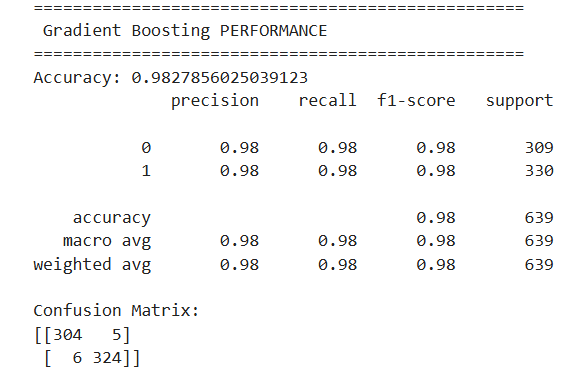 ==================================================
 Gradient Boosting PERFORMANCE
==================================================
Accuracy: 0.9827856025039123
              precision    recall  f1-score   support

           0       0.98      0.98      0.98       309
           1       0.98      0.98      0.98       330

    accuracy                           0.98       639
   macro avg       0.98      0.98      0.98       639
weighted avg       0.98      0.98      0.98       639

Confusion Matrix:
[[304   5]
 [  6 324]]